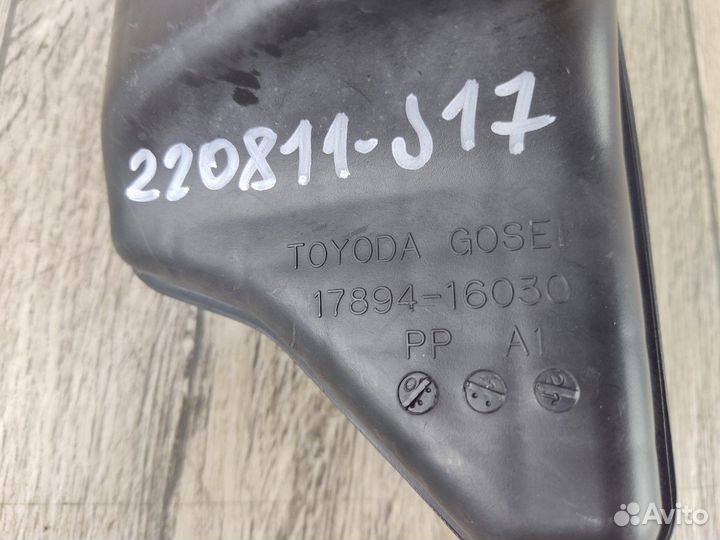 220811-J17
TOYODA GOSEI
17894-16030
PP A1
Avito